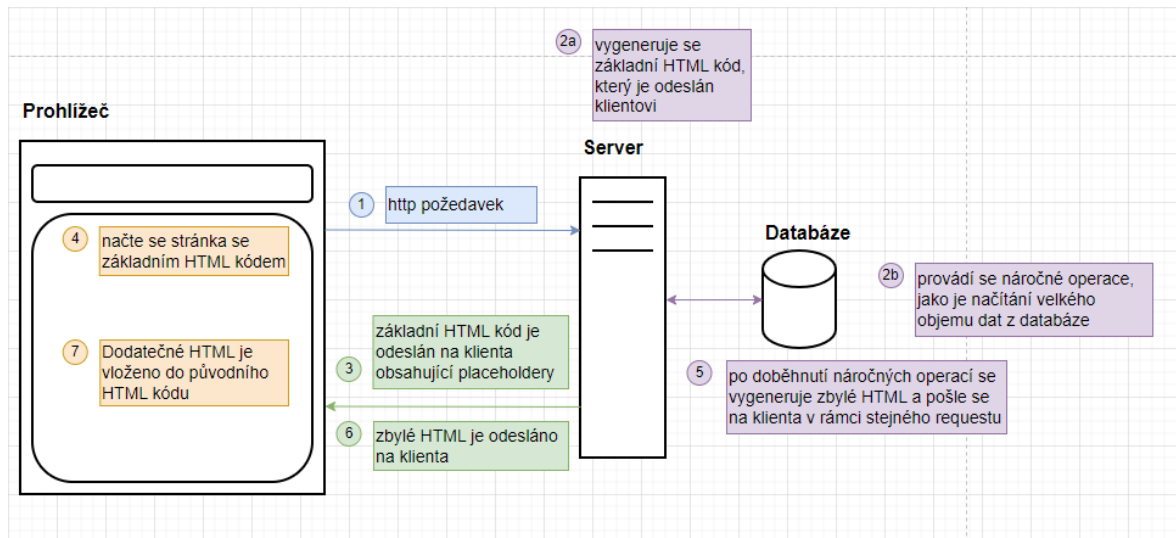 2a
vygeneruje se
základní HTML kód,
který je odeslán
klientovi
Prohlížeč
Server
1
http požedavek
4
načte se stránka se
základním HTML kódem
Databáze
2b
provádí se náročné operace,
jako je načítání velkého
objemu dat z databáze
3
základní HTML kód je
odeslán na klienta
obsahující placeholdery
7
Dodatečné HTML je
vloženo do původního
HTML kódu
5
po doběhnutí náročných operací se
vygeneruje zbylé HTML a pošle se
na klienta v rámci stejného requestu
6
zbylé HTML je odesláno
na klienta